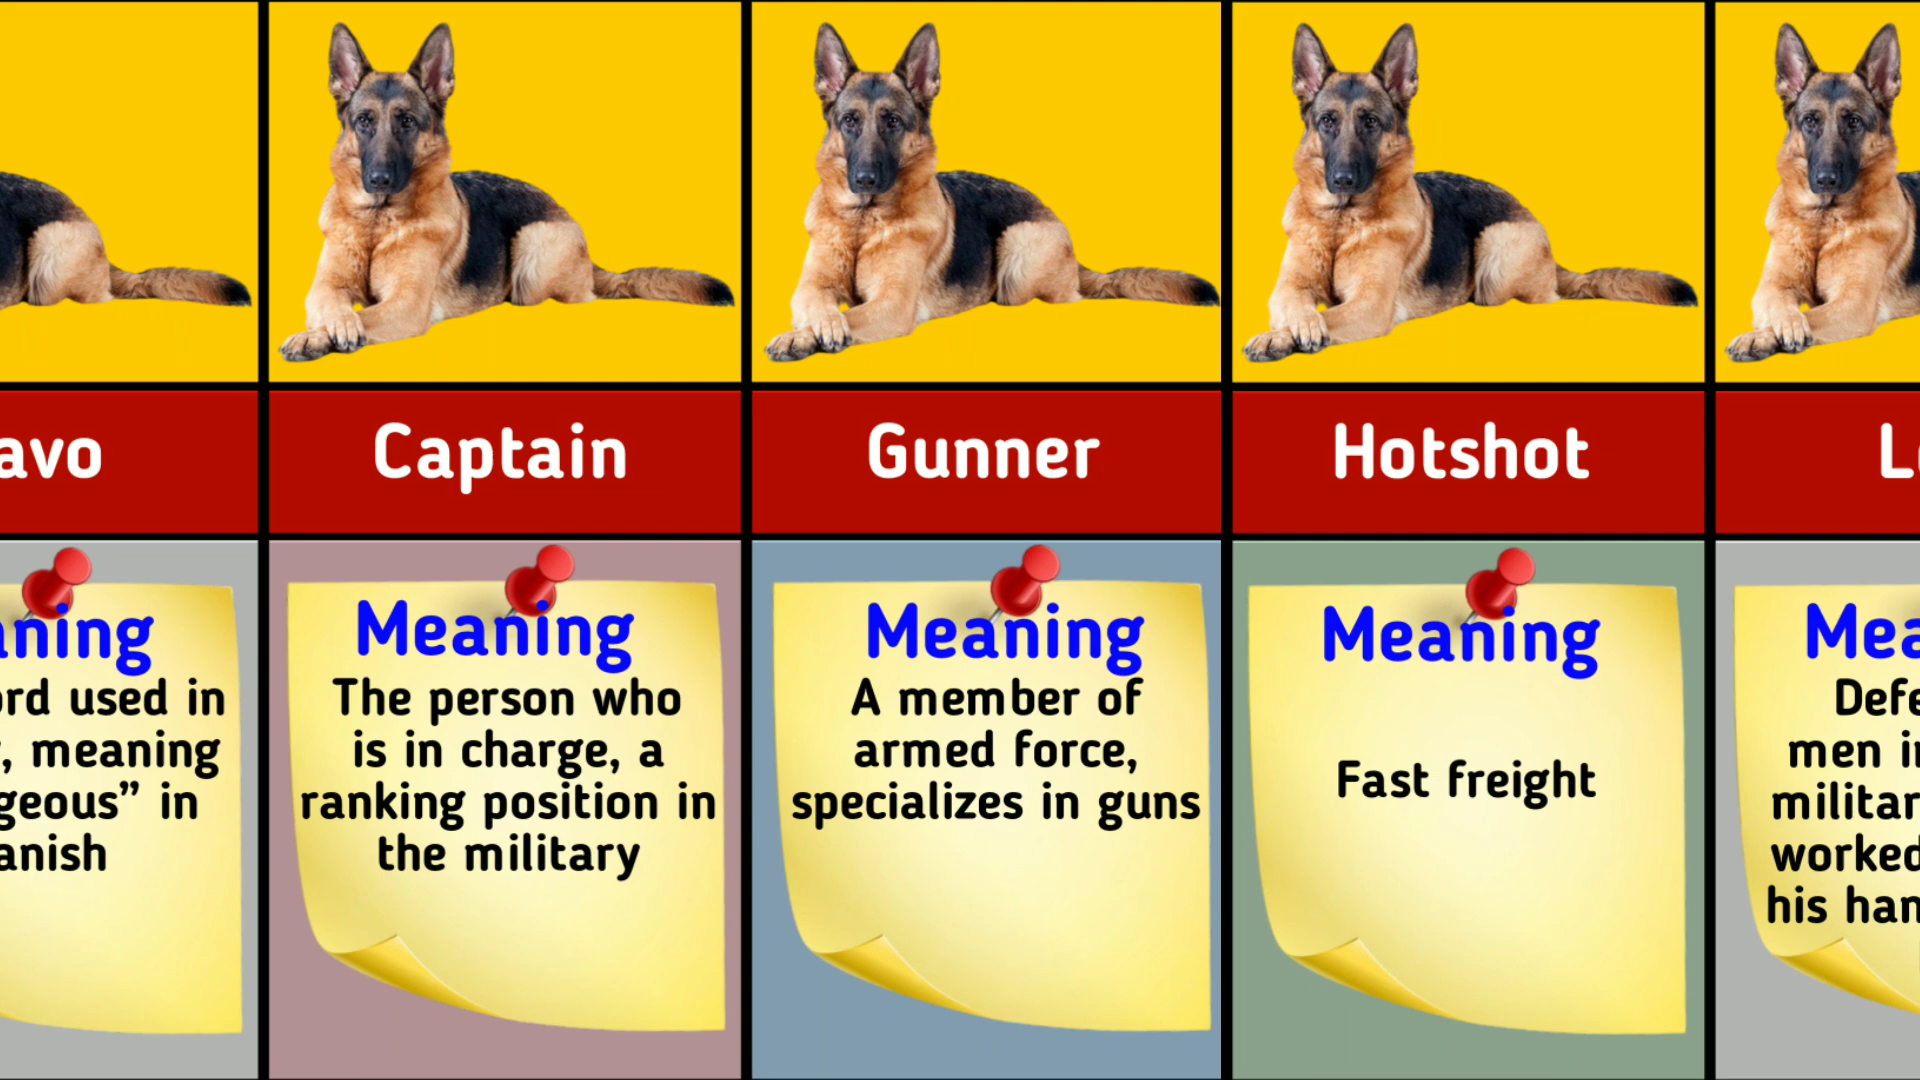 avo
Captain
Gunner
Hotshot
Meaning
The person who
is in charge, a
ranking position in
the military
Meaning
A member of
armed force,
specializes in guns
Meaning
Fast freight
ning
ord used in
, meaning
geous” in
anish
Mea
Defe
men i
militar
worked
his han